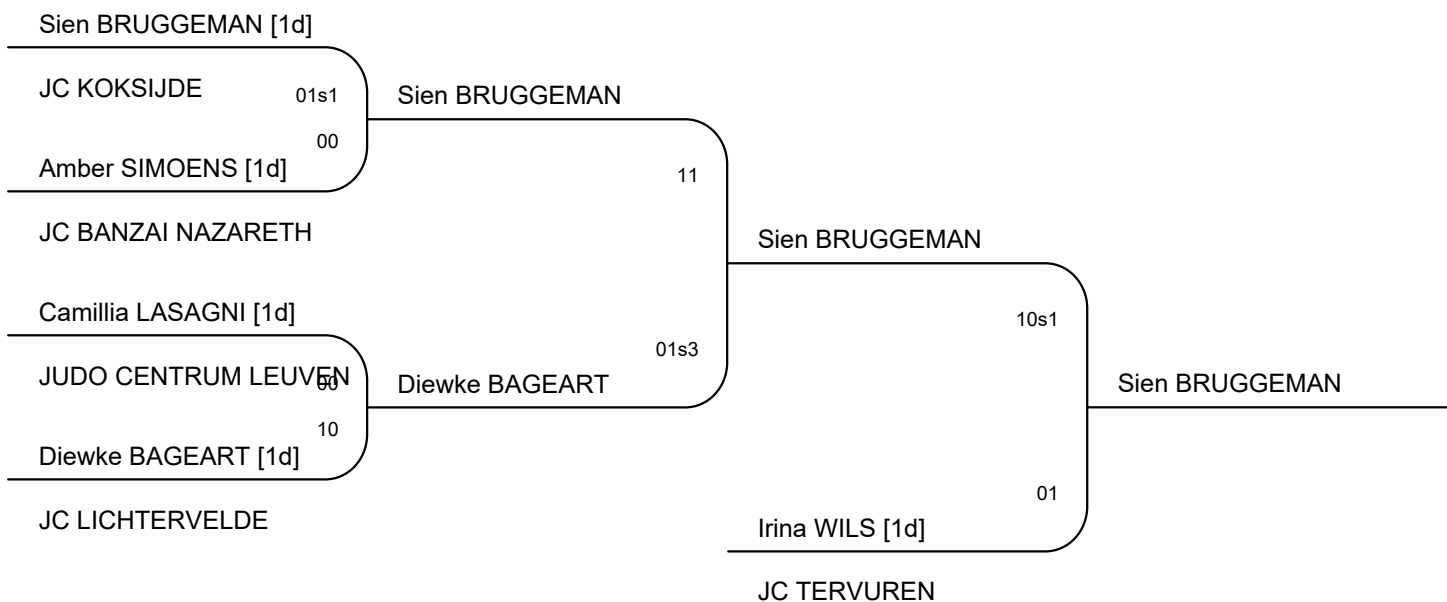 Sien BRUGGEMAN [1d]
JC KOKSIJDE
01s1
Sien BRUGGEMAN
00
Amber SIMOENS [1d]
11
JC BANZAI NAZARETH
Sien BRUGGEMAN
Camillia LASAGNI [1d]
10s1
01s3
JUDO CENTRUM LEUVEN
00
Diewke BAGEART
Sien BRUGGEMAN
10
Diewke BAGEART [1d]
01
JC LICHTERVELDE
Irina WILS [1d]
JC TERVUREN